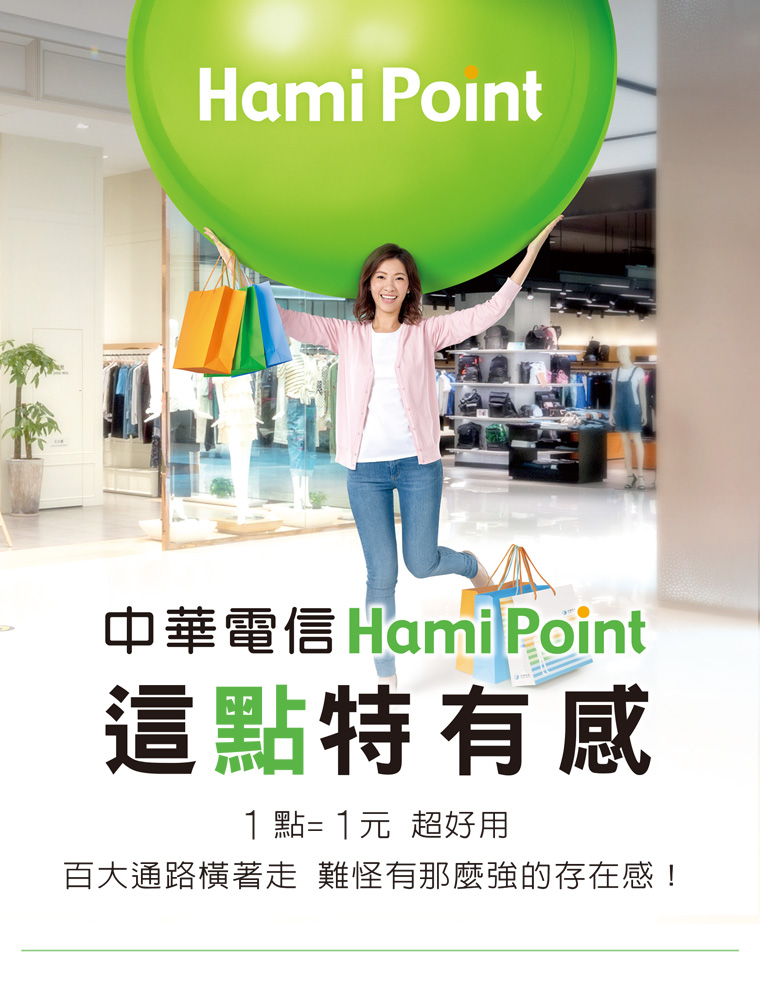 Hami Point
中華電信 Hami Point
這點特有感
1 點= 1 元 超好用
百大通路橫著走 難怪有那麼強的存在感！